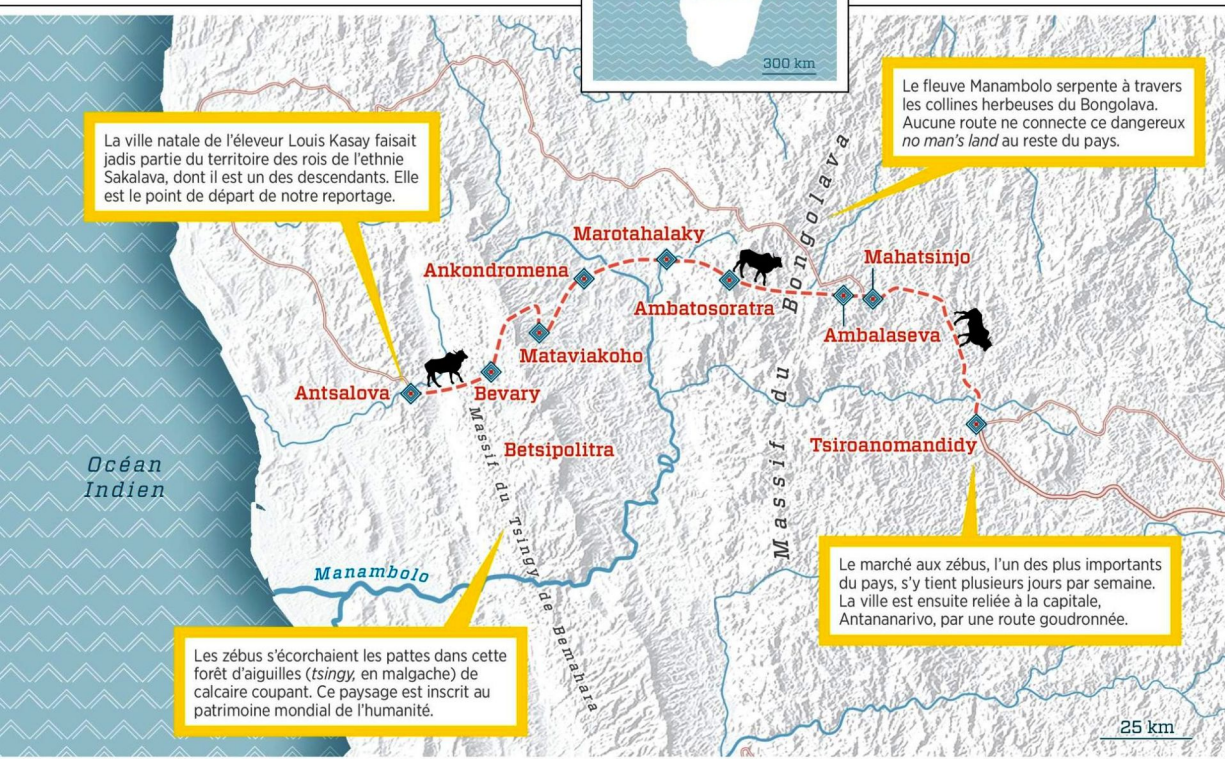 300 km
Le fleuve Manambolo serpente à travers
les collines herbeuses du Bongolava.
Aucune route ne connecte ce dangereux
no man's land au reste du pays.
La ville natale de l'éleveur Louis Kasay faisait
jadis partie du territoire des rois de l'ethnie
Sakalava, dont il est un des descendants. Elle
est le point de départ de notre reportage.
Marotahalaky
Mahatsinjo
Ankondromena
Ambatosoratra
Ambalaseva
Mataviakoho
Antsalova
Bevary
Massif du Bongolava
Betsipolitra
Tsiroanomandidy
Océan
Indien
Massif du Tsingy de Bemahara
Manambolo
Le marché aux zébus, l'un des plus importants
du pays, s'y tient plusieurs jours par semaine.
La ville est ensuite reliée à la capitale,
Antananarivo, par une route goudronnée.
Les zébus s'écorchaient les pattes dans cette
forêt d'aiguilles (tsingy, en malgache) de
calcaire coupant. Ce paysage est inscrit au
patrimoine mondial de l'humanité.
25 km